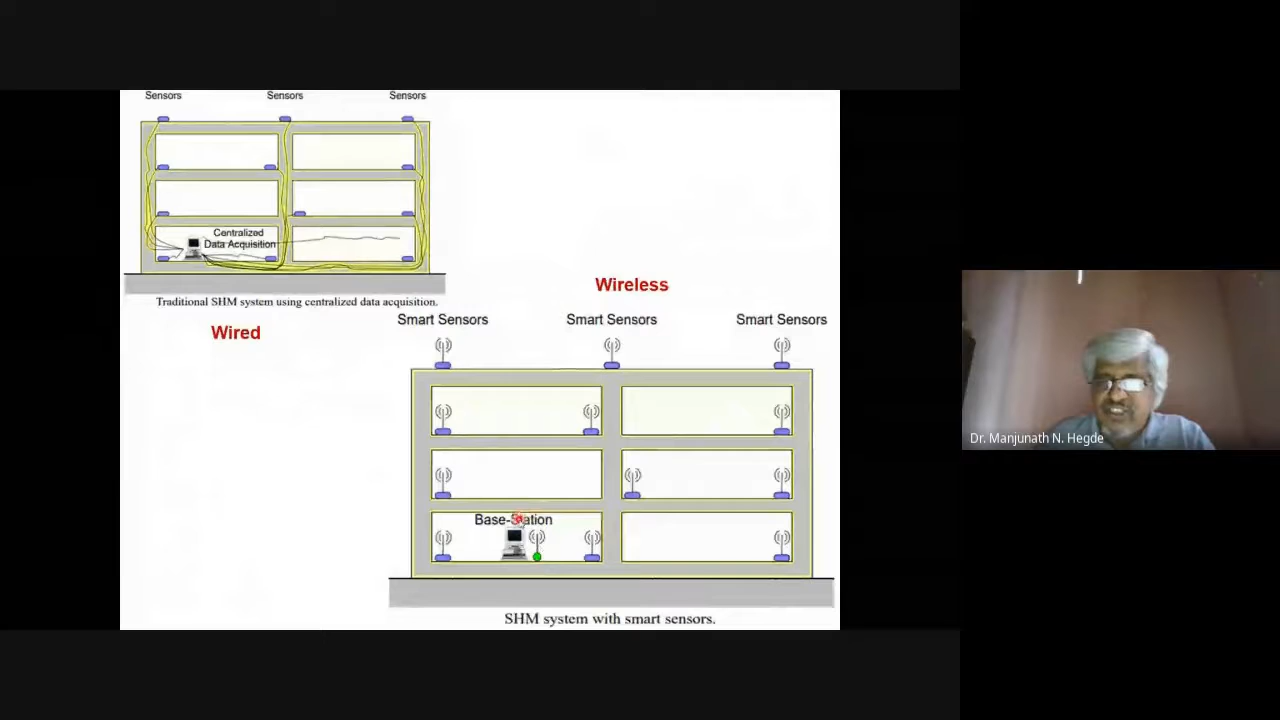 Sensors Sensors Sensors
Centralized
Data Acquisition
Traditional SHM system using centralized data acquisition.
Wired
Wireless
Smart Sensors Smart Sensors Smart Sensors
Base-Station
SHM system with smart sensors.
Dr. Manjunath N. Hegde